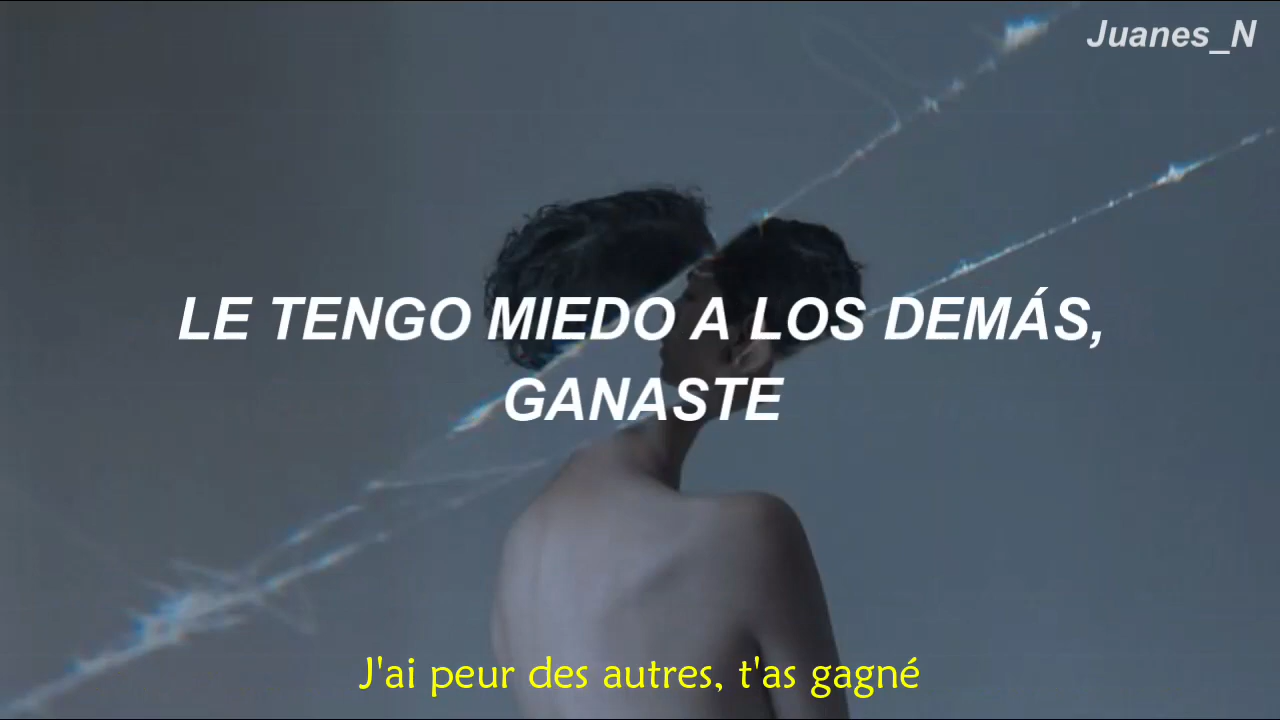 Juanes_N
LE TENGO MIEDO A LOS DEMÁS,
GANASTE
J'ai peur des autres, t'as gagné